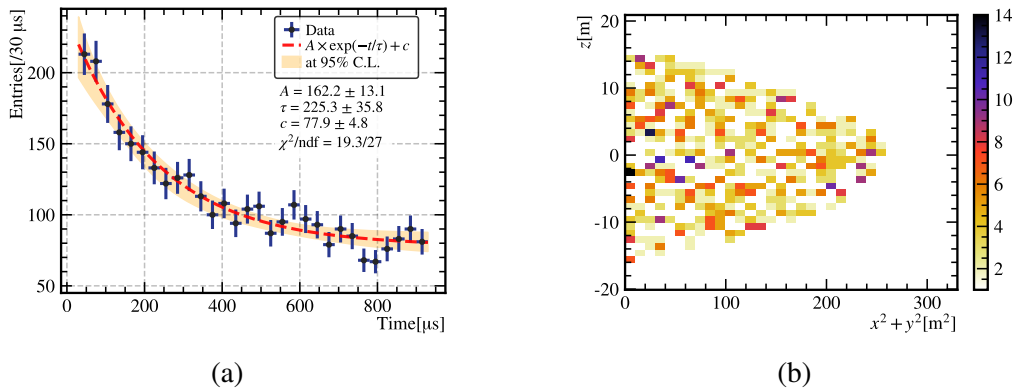 Entries[/30 μs]
200
150
100
50
0
200
400
600
800
Time[μs]
Data
A × exp(−t/τ) + c
at 95% C.L.
A = 162.2 ± 13.1
τ = 225.3 ± 35.8
c = 77.9 ± 4.8
χ²/ndf = 19.3/27
(a)
z[m]
20
10
0
-10
-20
0
100
200
300
x² + y²[m²]
14
12
10
8
6
4
2
(b)